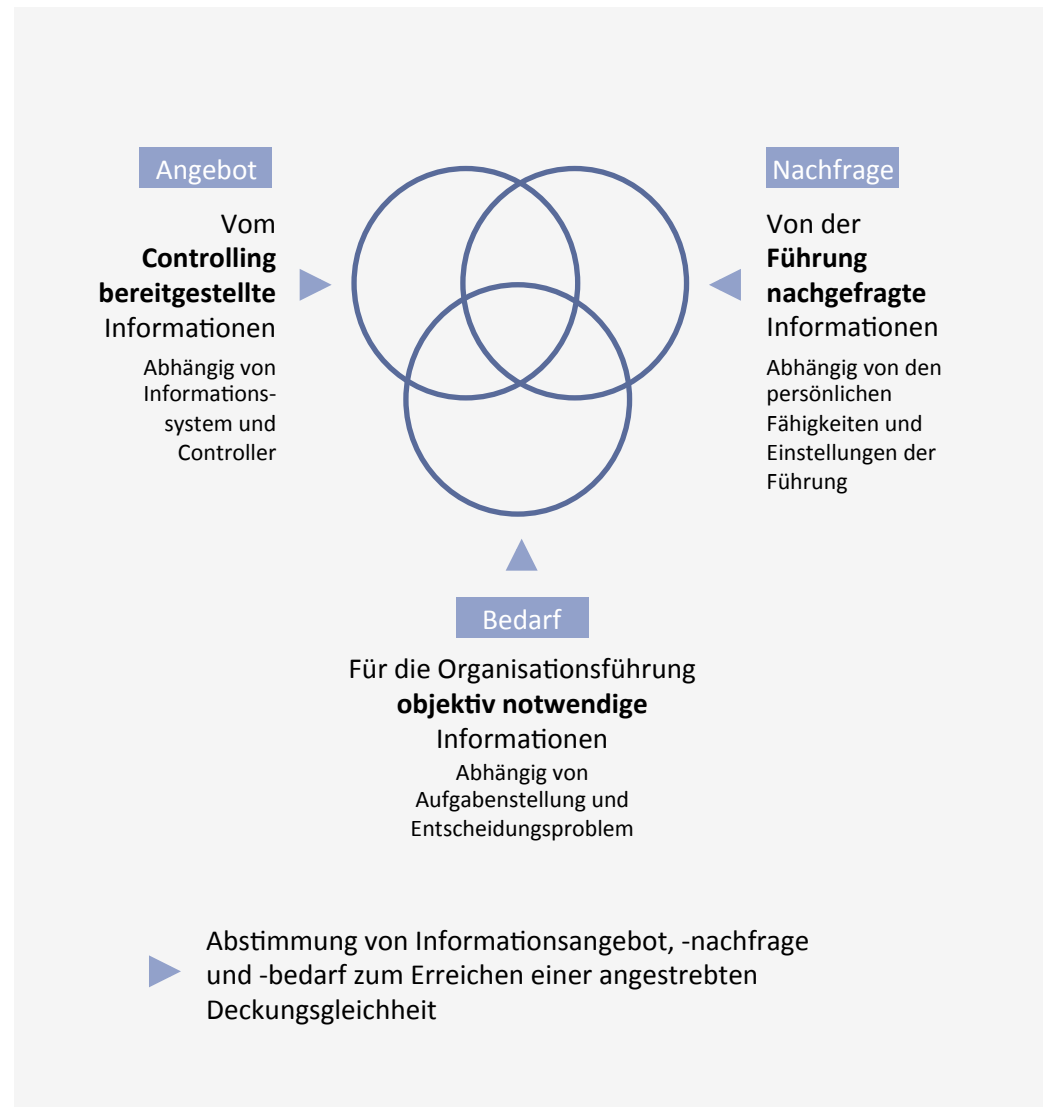 Angebot
Vom
Controlling
bereitgestellte
Informationen
Abhängig von
Informations-
system und
Controller
Nachfrage
Von der
Führung
nachgefragte
Informationen
Abhängig von den
persönlichen
Fähigkeiten und
Einstellungen der
Führung
Bedarf
Für die Organisationsführung
objektiv notwendige
Informationen
Abhängig von
Aufgabenstellung und
Entscheidungsproblem
Abstimmung von Informationsangebot, -nachfrage
und -bedarf zum Erreichen einer angestrebten
Deckungsgleichheit